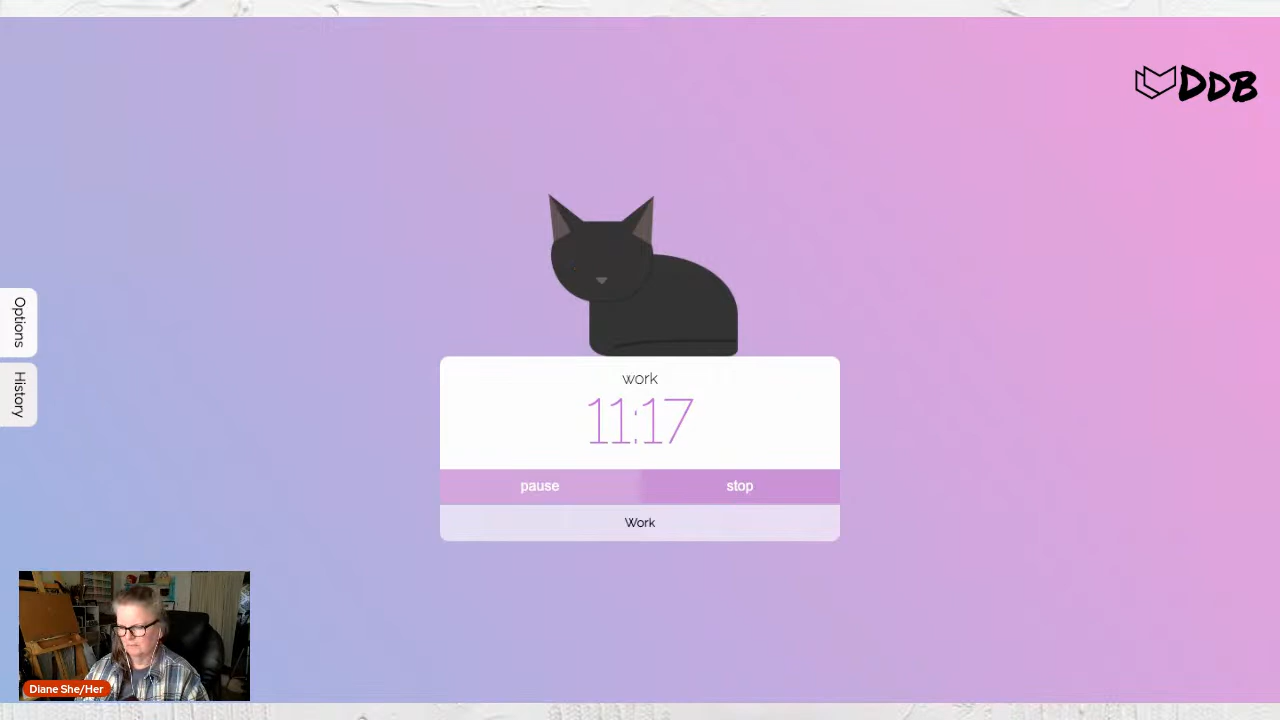 DDB
Options
History
work
11:17
pause
stop
Work
Diane She/Her